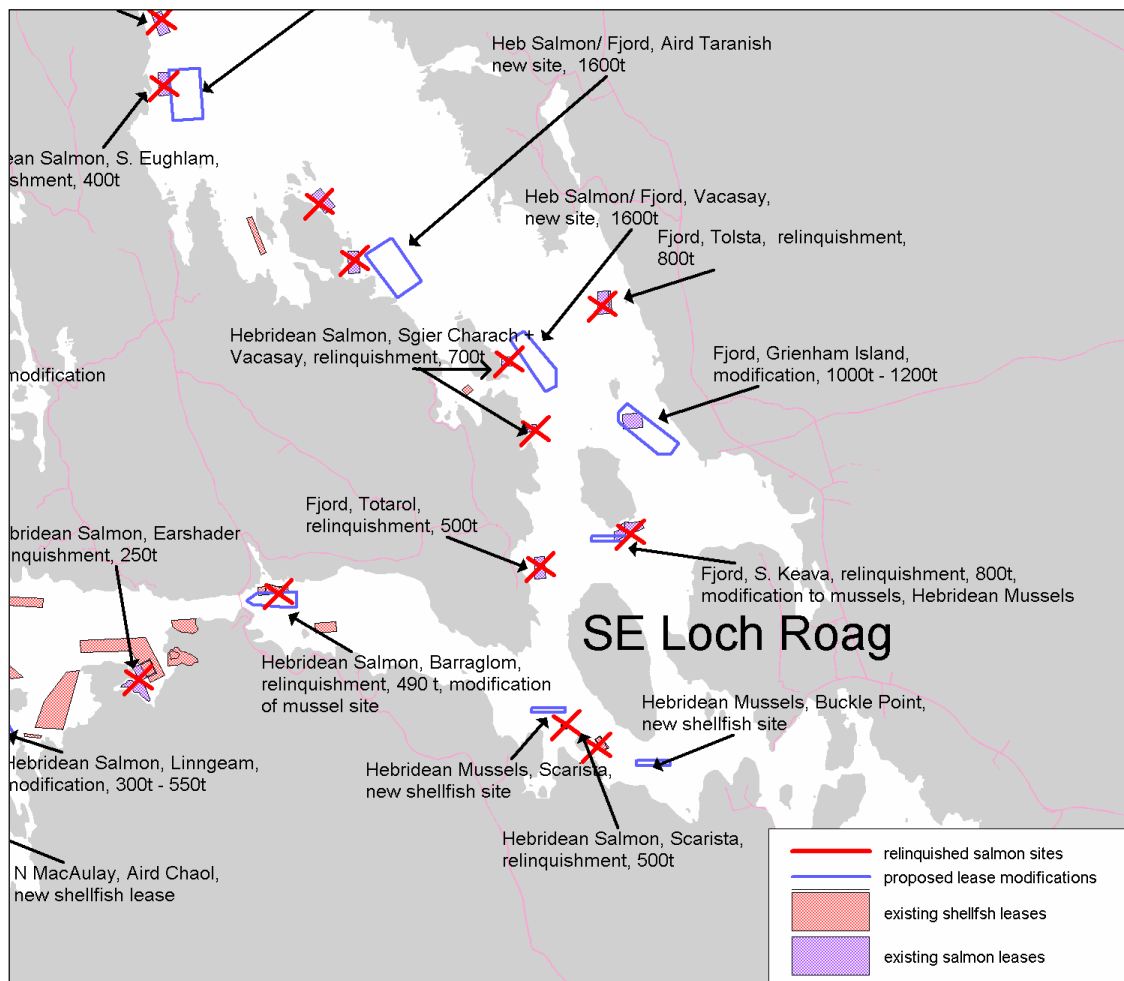 Heb Salmon/ Fjord, Aird Taranish
new site, 1600t
ean Salmon, S. Eughlam,
shment, 400t
Heb Salmon/ Fjord, Vacasay,
new site, 1600t
Fjord, Tolsta, relinquishment,
800t
Hebridean Salmon, Sgier Charach +
Vacasay, relinquishment, 700t
Fjord, Grienham Island,
modification, 1000t - 1200t
modification
Fjord, Totarol,
relinquishment, 500t
bridean Salmon, Earshader
inquishment, 250t
Fjord, S. Keava, relinquishment, 800t,
modification to mussels, Hebridean Mussels
SE Loch Roag
Hebridean Salmon, Barraglom,
relinquishment, 490 t, modification
of mussel site
Hebridean Mussels, Buckle Point,
new shellfish site
Hebridean Salmon, Linngeam,
modification, 300t - 550t
Hebridean Mussels, Scarista,
new shellfish site
Hebridean Salmon, Scarista,
relinquishment, 500t
N MacAulay, Aird Chaol,
new shellfish lease
relinquished salmon sites
proposed lease modifications
existing shellfsh leases
existing salmon leases